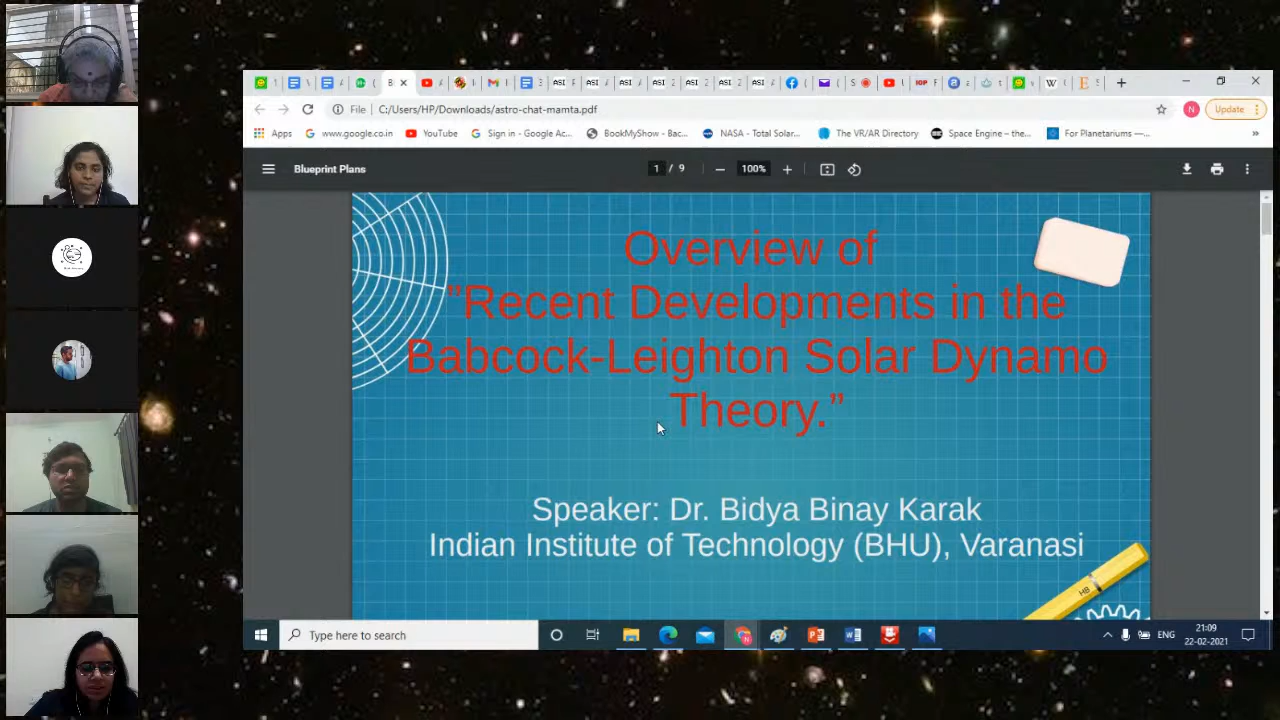 File
C:/Users/HP/Downloads/astro-chat-mamta.pdf
N
Update
Apps
www.google.co.in
YouTube
Sign in - Google Ac...
BookMyShow - Bac...
NASA - Total Solar...
The VR/AR Directory
Space Engine – the...
For Planetariums —...
Blueprint Plans
1 / 9
100%
Overview of
"Recent Developments in the
Babcock-Leighton Solar Dynamo
Theory."
Speaker: Dr. Bidya Binay Karak
Indian Institute of Technology (BHU), Varanasi
HB
Type here to search
ENG
21:09
22-02-2021